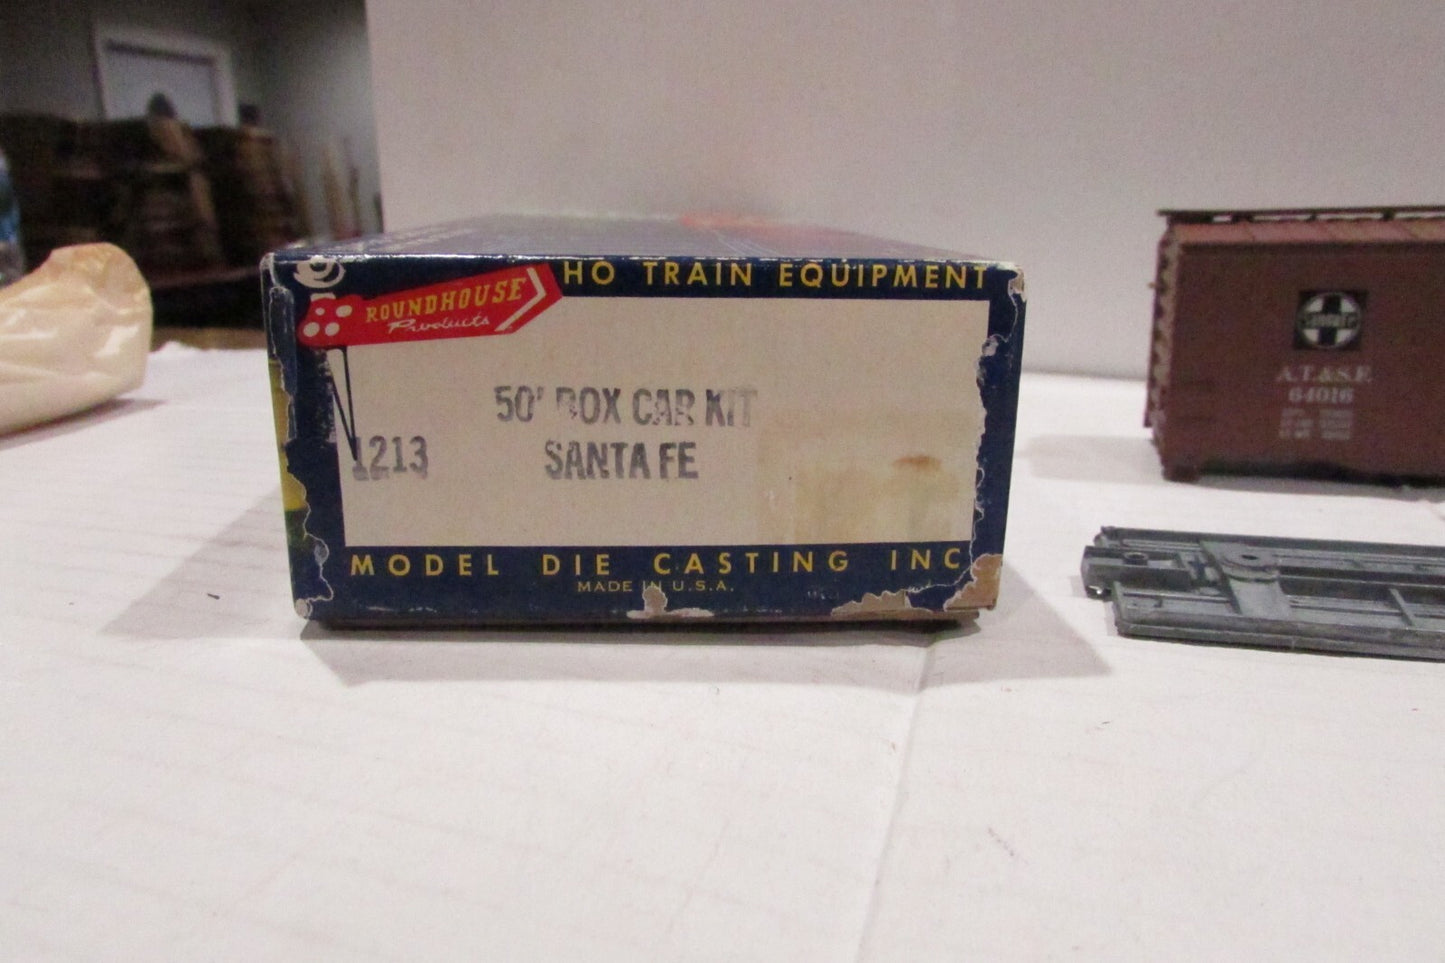 HO TRAIN EQUIPMENT
ROUNDHOUSE
Products
50' BOX CAR KIT
1213 SANTA FE
MODEL DIE CASTING INC
MADE IN U.S.A.
A.T.&S.F.
64016